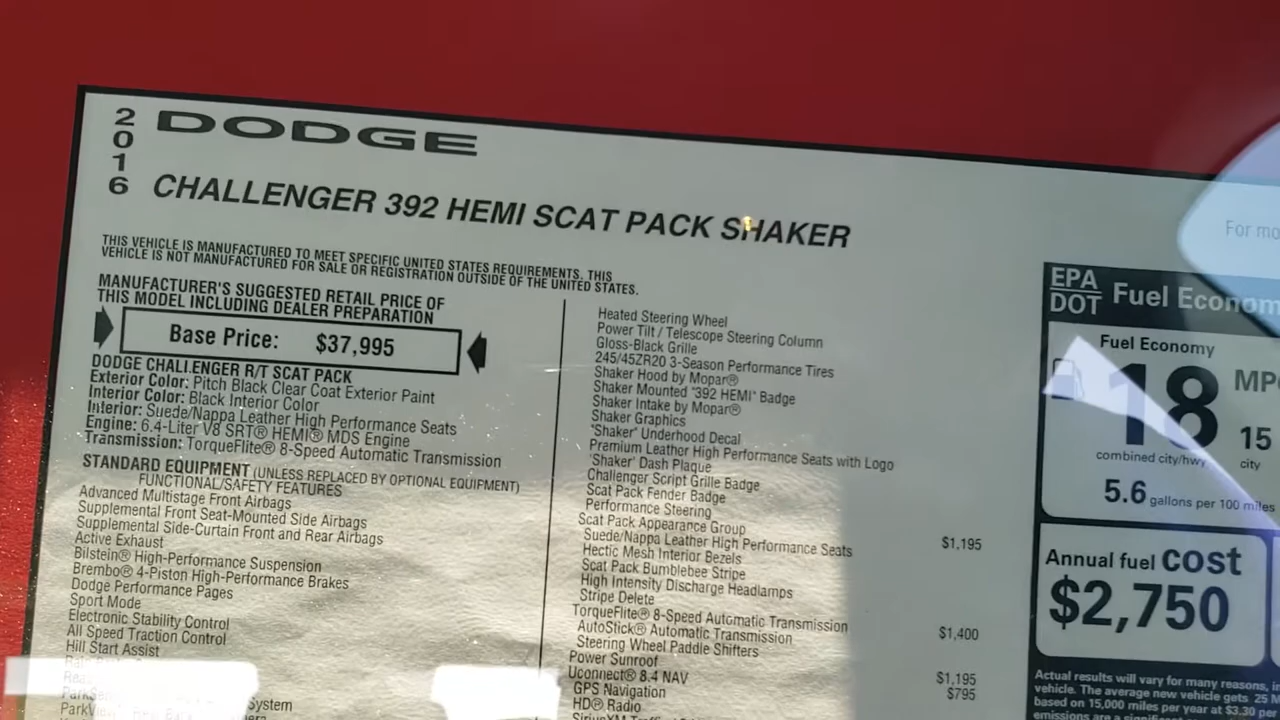 2016 DODGE
CHALLENGER 392 HEMI SCAT PACK SHAKER
THIS VEHICLE IS MANUFACTURED TO MEET SPECIFIC UNITED STATES REQUIREMENTS. THIS
VEHICLE IS NOT MANUFACTURED FOR SALE OR REGISTRATION OUTSIDE OF THE UNITED STATES.
MANUFACTURER'S SUGGESTED RETAIL PRICE OF
THIS MODEL INCLUDING DEALER PREPARATION
Base Price: $37,995
DODGE CHALLENGER R/T SCAT PACK
Exterior Color: Pitch Black Clear Coat Exterior Paint
Interior Color: Black Interior Color
Interior: Suede/Nappa Leather High Performance Seats
Engine: 6.4-Liter V8 SRT® HEMI® MDS Engine
Transmission: TorqueFlite® 8-Speed Automatic Transmission
STANDARD EQUIPMENT (UNLESS REPLACED BY OPTIONAL EQUIPMENT)
FUNCTIONAL/SAFETY FEATURES
Advanced Multistage Front Airbags
Supplemental Front Seat-Mounted Side Airbags
Supplemental Side-Curtain Front and Rear Airbags
Active Exhaust
Bilstein® High-Performance Suspension
Brembo® 4-Piston High-Performance Brakes
Dodge Performance Pages
Sport Mode
Electronic Stability Control
All Speed Traction Control
Hill Start Assist
System
Heated Steering Wheel
Power Tilt / Telescope Steering Column
Gloss-Black Grille
245/45ZR20 3-Season Performance Tires
Shaker Hood by Mopar®
Shaker Mounted "392 HEMI" Badge
Shaker Intake by Mopar®
Shaker Graphics
"Shaker" Underhood Decal
Premium Leather High Performance Seats with Logo
'Shaker' Dash Plaque
Challenger Script Grille Badge
Scat Pack Fender Badge
Performance Steering
Scat Pack Appearance Group $1,195
Suede/Nappa Leather High Performance Seats
Hectic Mesh Interior Bezels
Scat Pack Bumblebee Stripe
High Intensity Discharge Headlamps
Stripe Delete
TorqueFlite® 8-Speed Automatic Transmission $1,400
AutoStick® Automatic Transmission
Steering Wheel Paddle Shifters
Power Sunroof $1,195
Uconnect® 8.4 NAV $795
GPS Navigation
HD® Radio
EPA
DOT
Fuel Econom
Fuel Economy
18 MPG
15
combined city/hwy city
5.6 gallons per 100 miles
Annual fuel cost
$2,750
Actual results will vary for many reasons, in
vehicle. The average new vehicle gets 25 M
based on 15,000 miles per year at $3.30 per
For mo